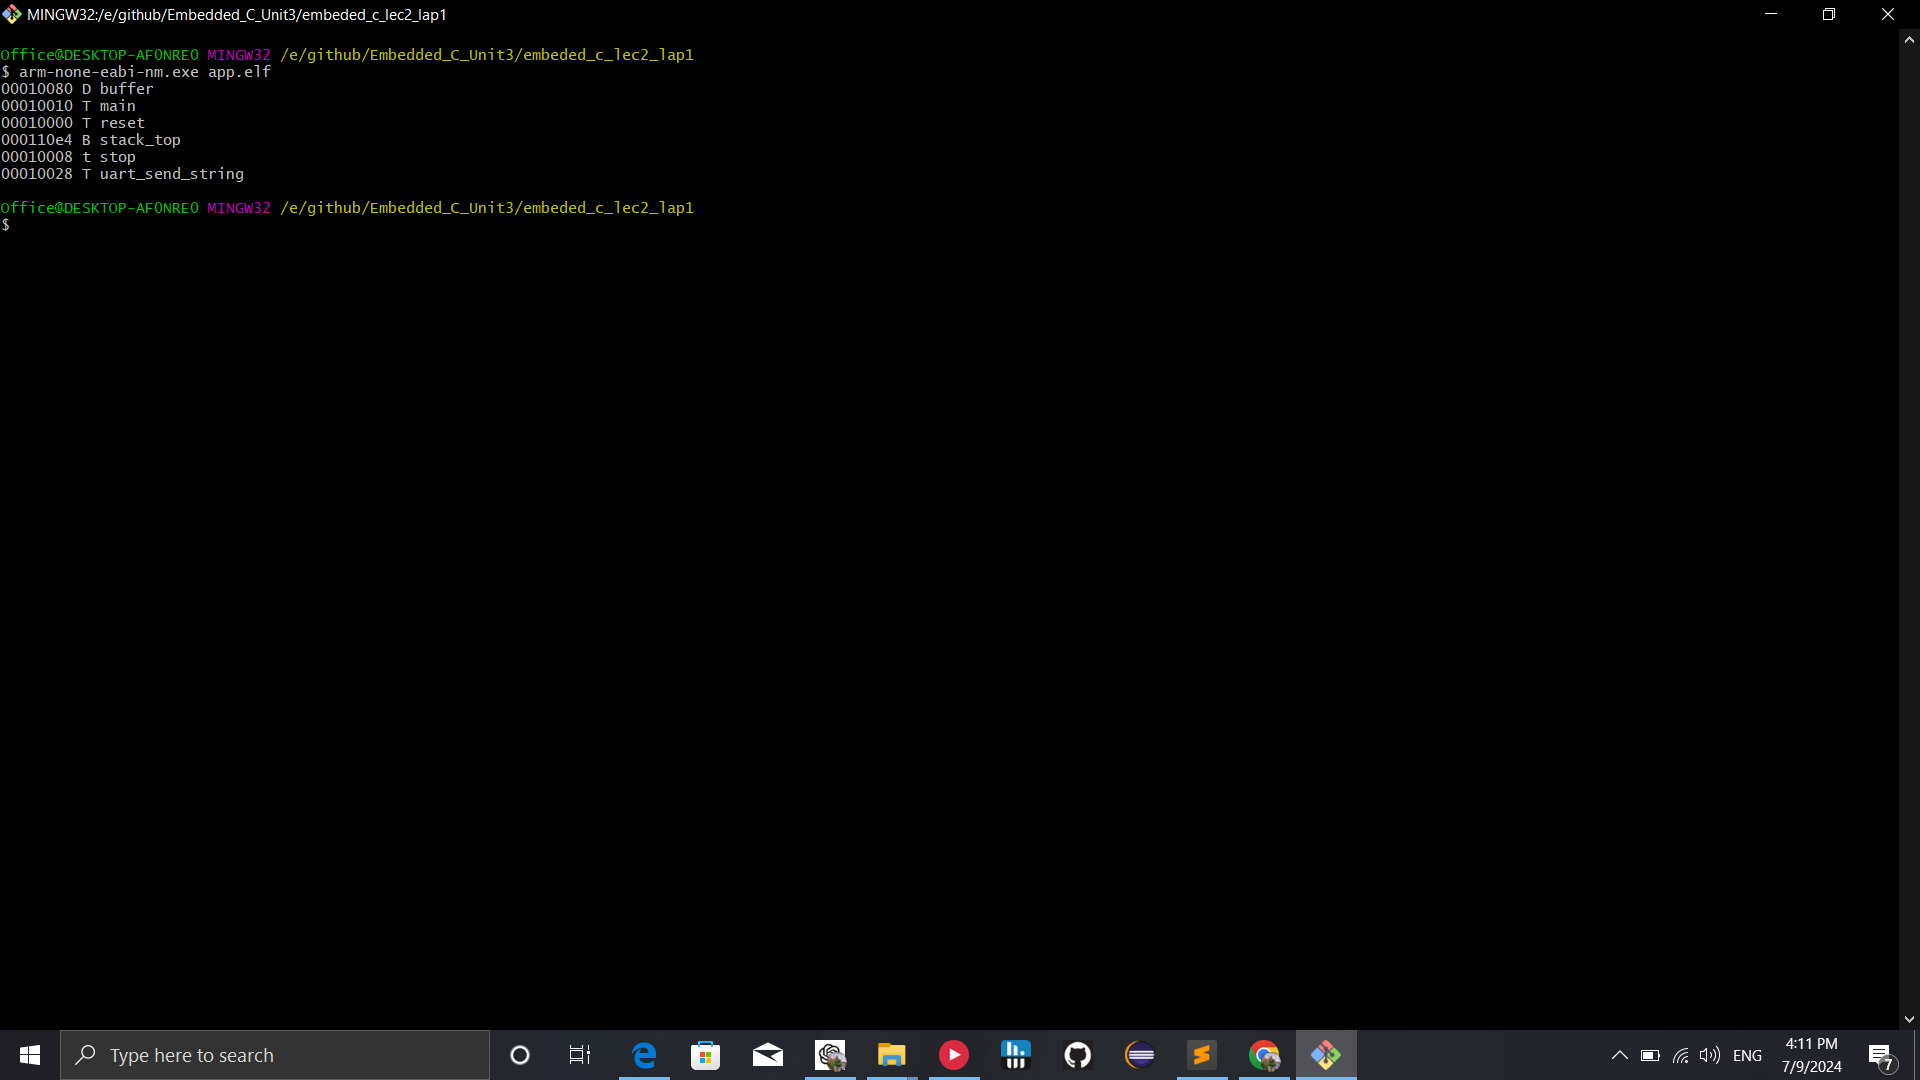 MINGW32:/e/github/Embedded_C_Unit3/embeded_c_lec2_lap1
Office@DESKTOP-AF0NRE0 MINGW32 /e/github/Embedded_C_Unit3/embeded_c_lec2_lap1
$ arm-none-eabi-nm.exe app.elf
00010080 D buffer
00010010 T main
00010000 T reset
000110e4 B stack_top
00010008 t stop
00010028 T uart_send_string
Office@DESKTOP-AF0NRE0 MINGW32 /e/github/Embedded_C_Unit3/embeded_c_lec2_lap1
$
Type here to search
ENG
4:11 PM
7/9/2024
7